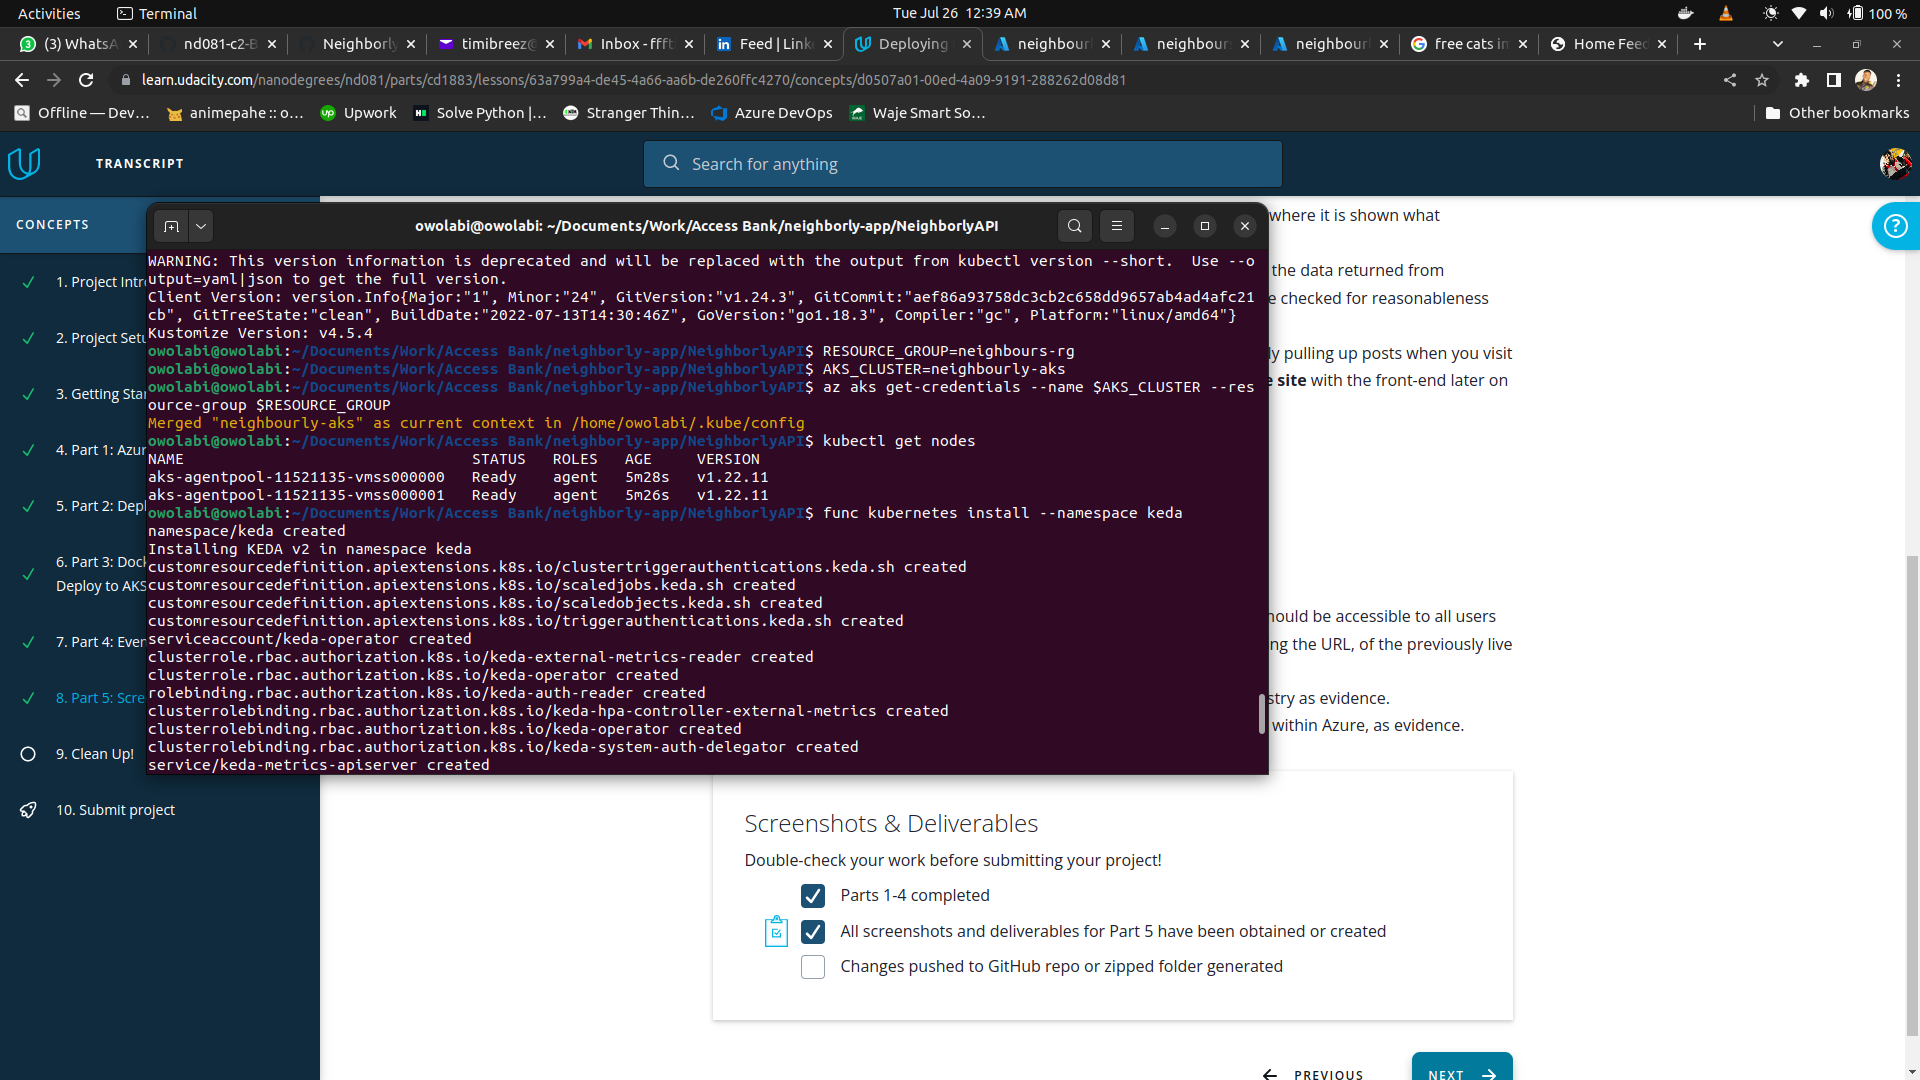 Activities
Terminal
Tue Jul 26 12:39 AM
100 %
(3) WhatsA
nd081-c2-B
Neighborly
timibreez@
Inbox - ffft
Feed | Link
Deploying
neighbour
neighbour
neighbour
free cats in
Home Feed
learn.udacity.com/nanodegrees/nd081/parts/cd1883/lessons/63a799a4-de45-4a66-aa6b-de260ffc4270/concepts/d0507a01-00ed-4a09-9191-288262d08d81
Offline — Dev...
animepahe :: o...
Upwork
Solve Python |...
Stranger Thin...
Azure DevOps
Waje Smart So...
Other bookmarks
TRANSCRIPT
Search for anything
CONCEPTS
1. Project Intr
2. Project Setu
3. Getting Star
4. Part 1: Azur
5. Part 2: Depl
6. Part 3: Dock
Deploy to AKS
7. Part 4: Even
8. Part 5: Scre
9. Clean Up!
10. Submit project
owolabi@owolabi: ~/Documents/Work/Access Bank/neighborly-app/NeighborlyAPI
WARNING: This version information is deprecated and will be replaced with the output from kubectl version --short.  Use --o
utput=yaml|json to get the full version.
Client Version: version.Info{Major:"1", Minor:"24", GitVersion:"v1.24.3", GitCommit:"aef86a93758dc3cb2c658dd9657ab4ad4afc21
cb", GitTreeState:"clean", BuildDate:"2022-07-13T14:30:46Z", GoVersion:"go1.18.3", Compiler:"gc", Platform:"linux/amd64"}
Kustomize Version: v4.5.4
owolabi@owolabi:~/Documents/Work/Access Bank/neighborly-app/NeighborlyAPI$ RESOURCE_GROUP=neighbours-rg
owolabi@owolabi:~/Documents/Work/Access Bank/neighborly-app/NeighborlyAPI$ AKS_CLUSTER=neighbourly-aks
owolabi@owolabi:~/Documents/Work/Access Bank/neighborly-app/NeighborlyAPI$ az aks get-credentials --name $AKS_CLUSTER --res
ource-group $RESOURCE_GROUP
Merged "neighbourly-aks" as current context in /home/owolabi/.kube/config
owolabi@owolabi:~/Documents/Work/Access Bank/neighborly-app/NeighborlyAPI$ kubectl get nodes
NAME STATUS ROLES AGE VERSION
aks-agentpool-11521135-vmss000000 Ready agent 5m28s v1.22.11
aks-agentpool-11521135-vmss000001 Ready agent 5m26s v1.22.11
owolabi@owolabi:~/Documents/Work/Access Bank/neighborly-app/NeighborlyAPI$ func kubernetes install --namespace keda
namespace/keda created
Installing KEDA v2 in namespace keda
customresourcedefinition.apiextensions.k8s.io/clustertriggerauthentications.keda.sh created
customresourcedefinition.apiextensions.k8s.io/scaledjobs.keda.sh created
customresourcedefinition.apiextensions.k8s.io/scaledobjects.keda.sh created
customresourcedefinition.apiextensions.k8s.io/triggerauthentications.keda.sh created
serviceaccount/keda-operator created
clusterrole.rbac.authorization.k8s.io/keda-external-metrics-reader created
clusterrole.rbac.authorization.k8s.io/keda-operator created
rolebinding.rbac.authorization.k8s.io/keda-auth-reader created
clusterrolebinding.rbac.authorization.k8s.io/keda-hpa-controller-external-metrics created
clusterrolebinding.rbac.authorization.k8s.io/keda-operator created
clusterrolebinding.rbac.authorization.k8s.io/keda-system-auth-delegator created
service/keda-metrics-apiserver created
where it is shown what
the data returned from
e checked for reasonableness
ly pulling up posts when you visit
e site with the front-end later on
hould be accessible to all users
ng the URL, of the previously live
stry as evidence.
within Azure, as evidence.
Screenshots & Deliverables
Double-check your work before submitting your project!
Parts 1-4 completed
All screenshots and deliverables for Part 5 have been obtained or created
Changes pushed to GitHub repo or zipped folder generated
PREVIOUS
NEXT